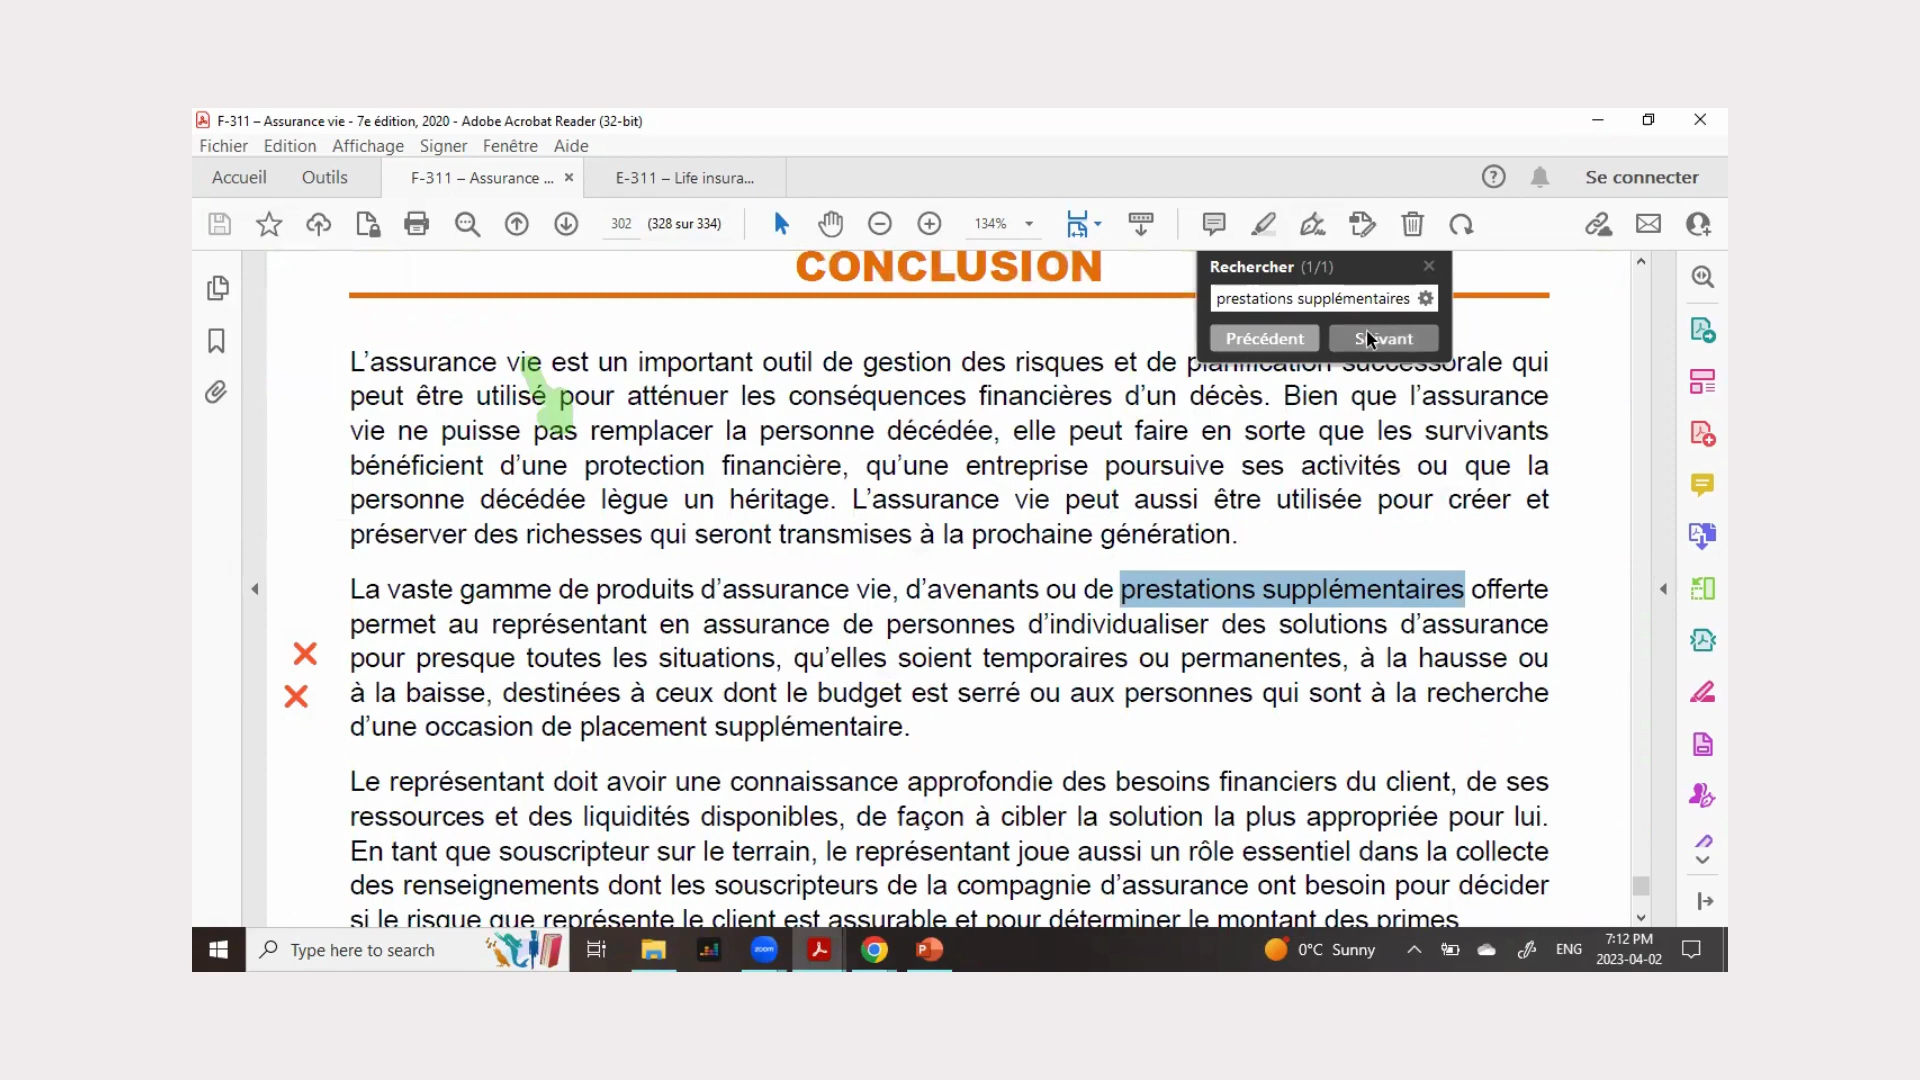 F-311 – Assurance vie - 7e édition, 2020 - Adobe Acrobat Reader (32-bit)
Fichier Edition Affichage Signer Fenêtre Aide
Accueil Outils F-311 – Assurance ... E-311 – Life insura... Se connecter
302 (328 sur 334) 134%
CONCLUSION
Rechercher (1/1)
prestations supplémentaires
Précédent Suivant
L’assurance vie est un important outil de gestion des risques et de planification successorale qui
peut être utilisé pour atténuer les conséquences financières d’un décès. Bien que l’assurance
vie ne puisse pas remplacer la personne décédée, elle peut faire en sorte que les survivants
bénéficient d’une protection financière, qu’une entreprise poursuive ses activités ou que la
personne décédée lègue un héritage. L’assurance vie peut aussi être utilisée pour créer et
préserver des richesses qui seront transmises à la prochaine génération.
La vaste gamme de produits d’assurance vie, d’avenants ou de prestations supplémentaires offerte
permet au représentant en assurance de personnes d’individualiser des solutions d’assurance
pour presque toutes les situations, qu’elles soient temporaires ou permanentes, à la hausse ou
à la baisse, destinées à ceux dont le budget est serré ou aux personnes qui sont à la recherche
d’une occasion de placement supplémentaire.
Le représentant doit avoir une connaissance approfondie des besoins financiers du client, de ses
ressources et des liquidités disponibles, de façon à cibler la solution la plus appropriée pour lui.
En tant que souscripteur sur le terrain, le représentant joue aussi un rôle essentiel dans la collecte
des renseignements dont les souscripteurs de la compagnie d’assurance ont besoin pour décider
si le risque que représente le client est assurable et pour déterminer le montant des primes
Type here to search zoom 0°C Sunny ENG 7:12 PM
2023-04-02